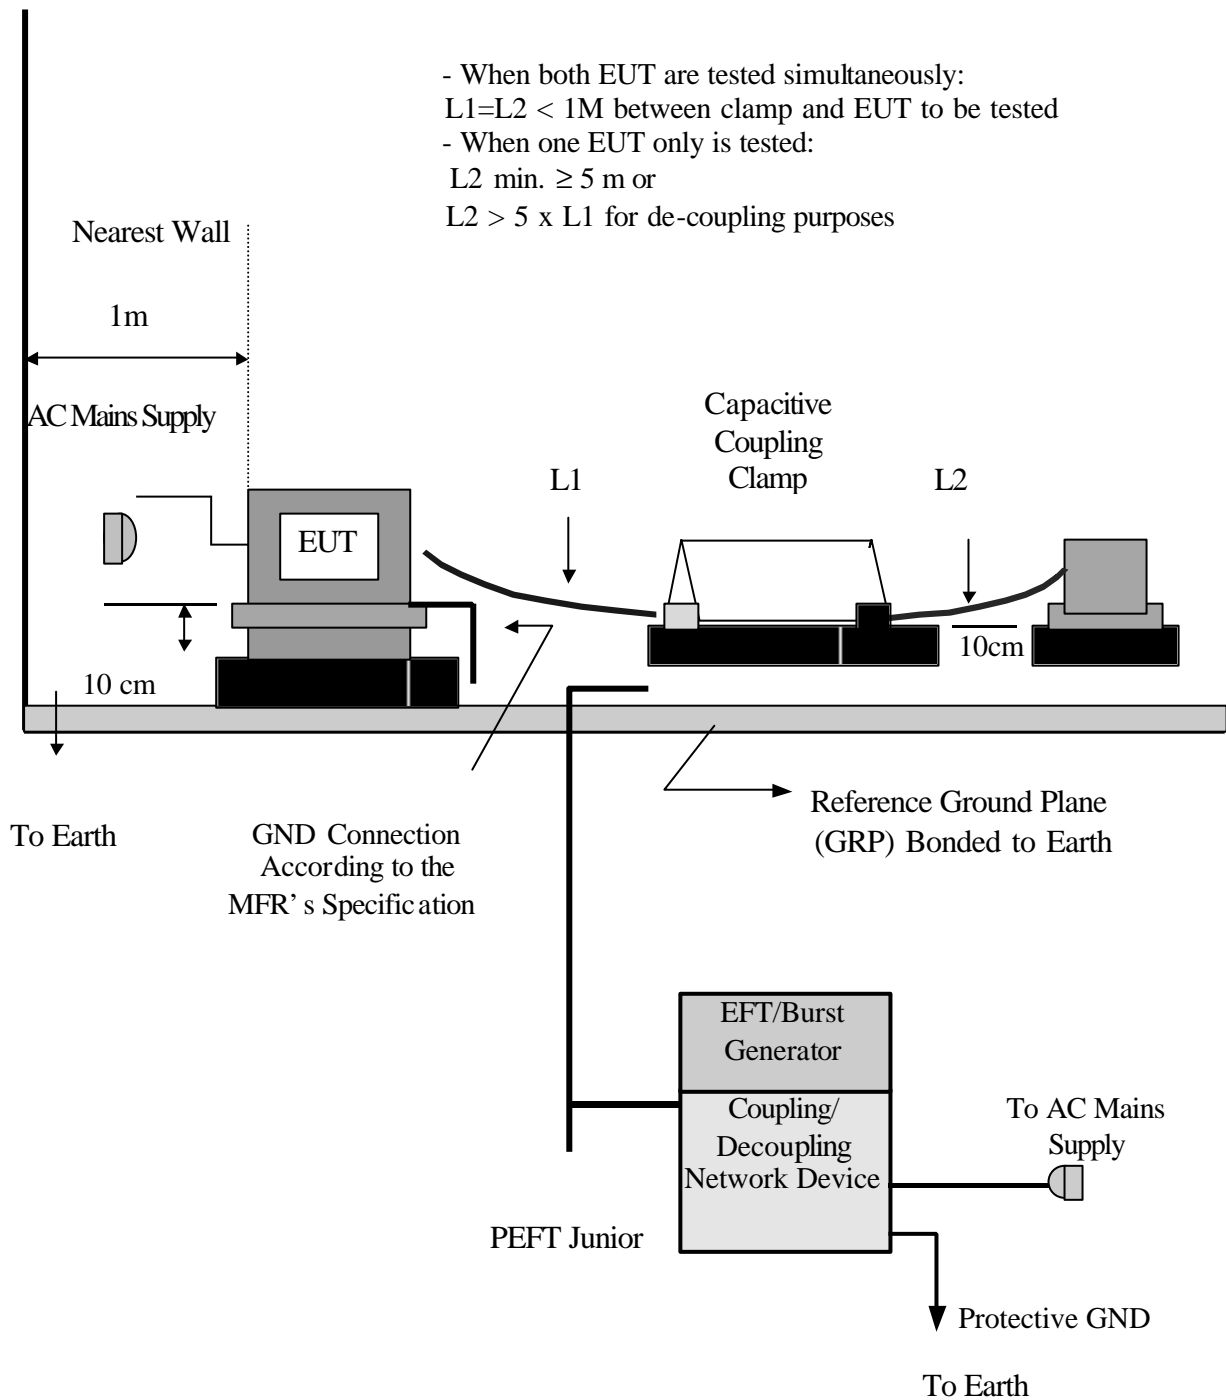 - When both EUT are tested simultaneously:
L1=L2 < 1M between clamp and EUT to be tested
- When one EUT only is tested:
L2 min. ≥ 5 m or
L2 > 5 x L1 for de-coupling purposes
Nearest Wall
1m
AC Mains Supply
Capacitive
Coupling
Clamp
L1
L2
EUT
10cm
10 cm
To Earth
GND Connection
According to the
MFR's Specification
Reference Ground Plane
(GRP) Bonded to Earth
EFT/Burst
Generator
Coupling/
Decoupling
Network Device
To AC Mains
Supply
PEFT Junior
Protective GND
To Earth